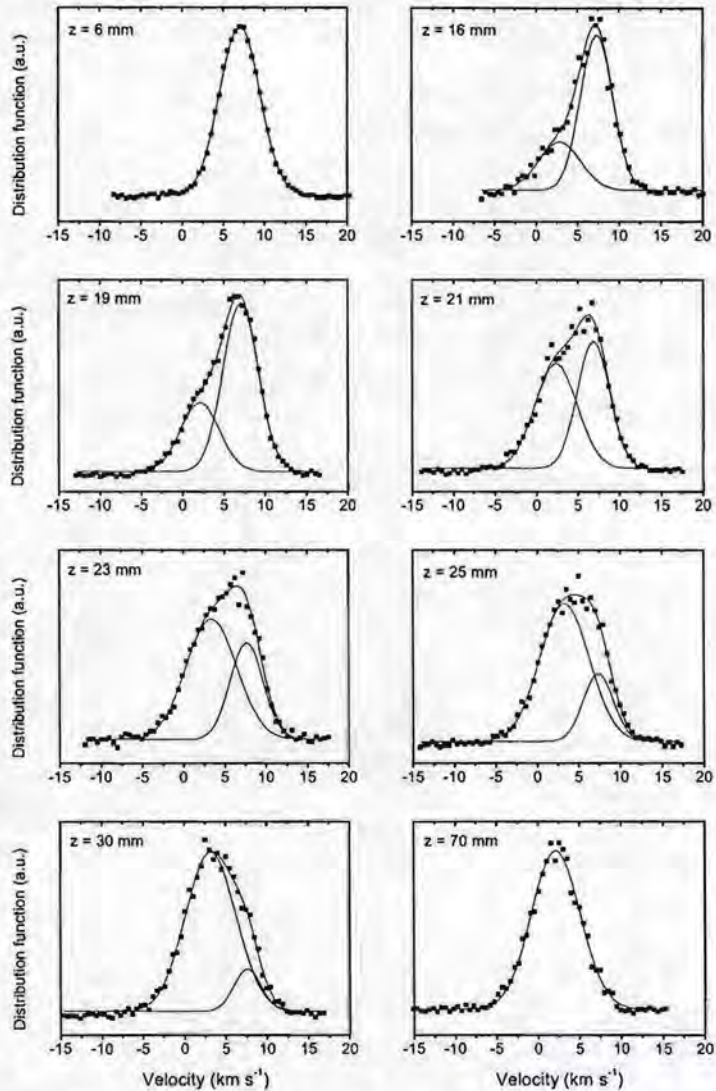 Distribution function (a.u.)
z = 6 mm
-15 -10 -5 0 5 10 15 20
z = 16 mm
-15 -10 -5 0 5 10 15 20
Distribution function (a.u.)
z = 19 mm
-15 -10 -5 0 5 10 15 20
z = 21 mm
-15 -10 -5 0 5 10 15 20
Distribution function (a.u.)
z = 23 mm
-15 -10 -5 0 5 10 15 20
z = 25 mm
-15 -10 -5 0 5 10 15 20
Distribution function (a.u.)
z = 30 mm
-15 -10 -5 0 5 10 15 20
Velocity (km s⁻¹)
z = 70 mm
-15 -10 -5 0 5 10 15 20
Velocity (km s⁻¹)